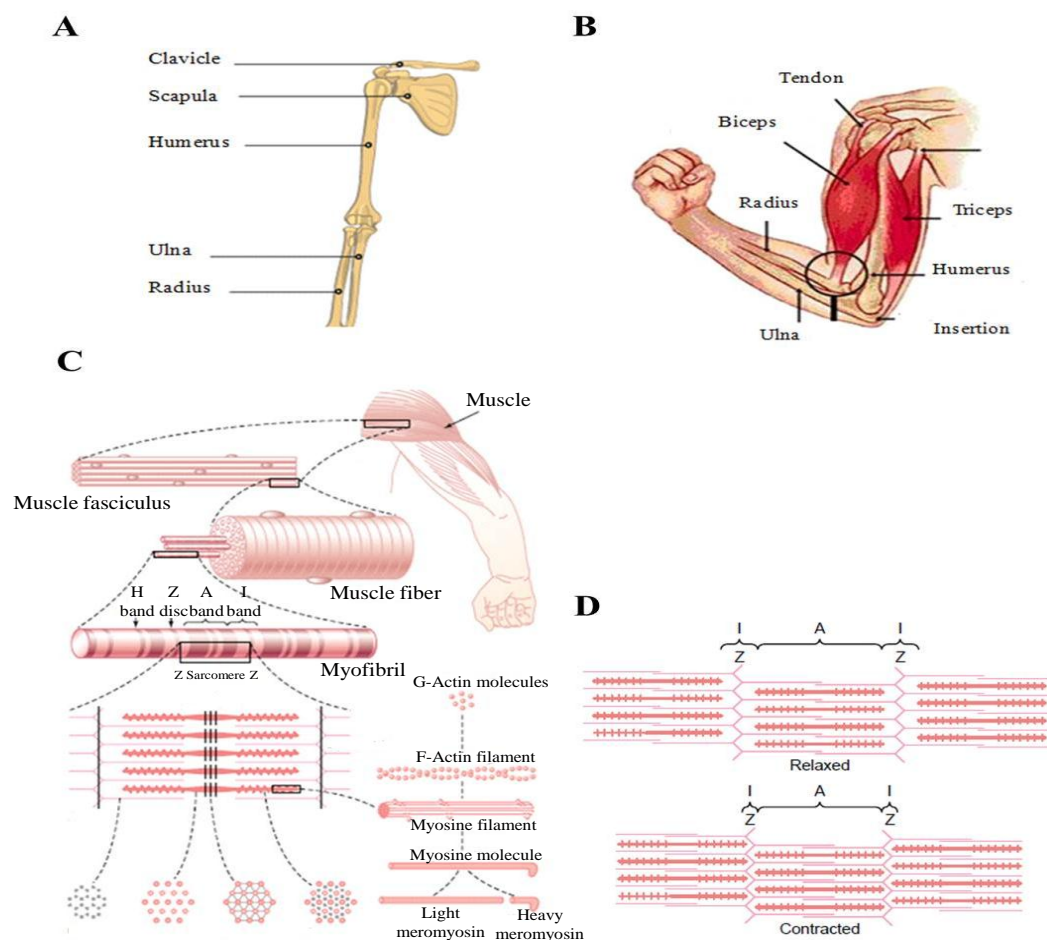 A
Clavicle
Scapula
Humerus
Ulna
Radius
B
Tendon
Biceps
Radius
Triceps
Humerus
Ulna
Insertion
C
Muscle
Muscle fasciculus
Muscle fiber
H Z A I
band disc band band
Myofibril
Z Sarcomere Z
G-Actin molecules
F-Actin filament
Myosine filament
Myosine molecule
Light Heavy
meromyosin meromyosin
D
I A I
Z Z
Relaxed
I A I
Z Z
Contracted